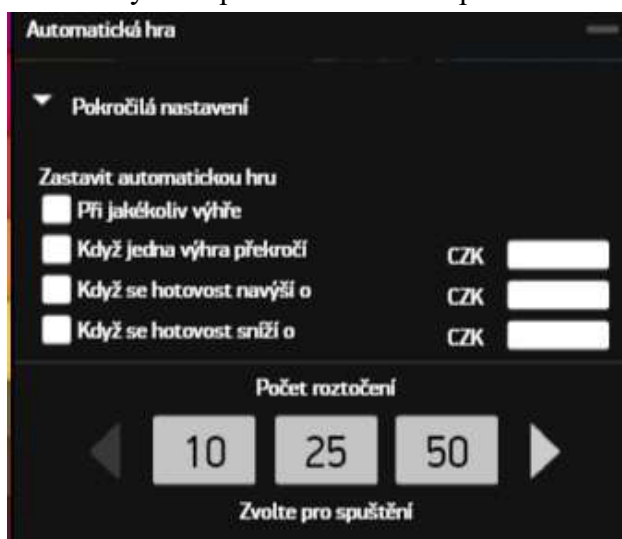 Automatická hra
Pokročilá nastavení
Zastavit automatickou hru
Při jakékoliv výhře
Když jedna výhra překročí CZK
Když se hotovost navýší o CZK
Když se hotovost sníží o CZK
Počet roztočení
10 25 50
Zvolte pro spuštění